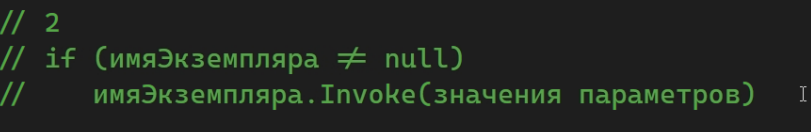 // 2
// if (имяЭкземпляра != null)
//    имяЭкземпляра.Invoke(значения параметров)